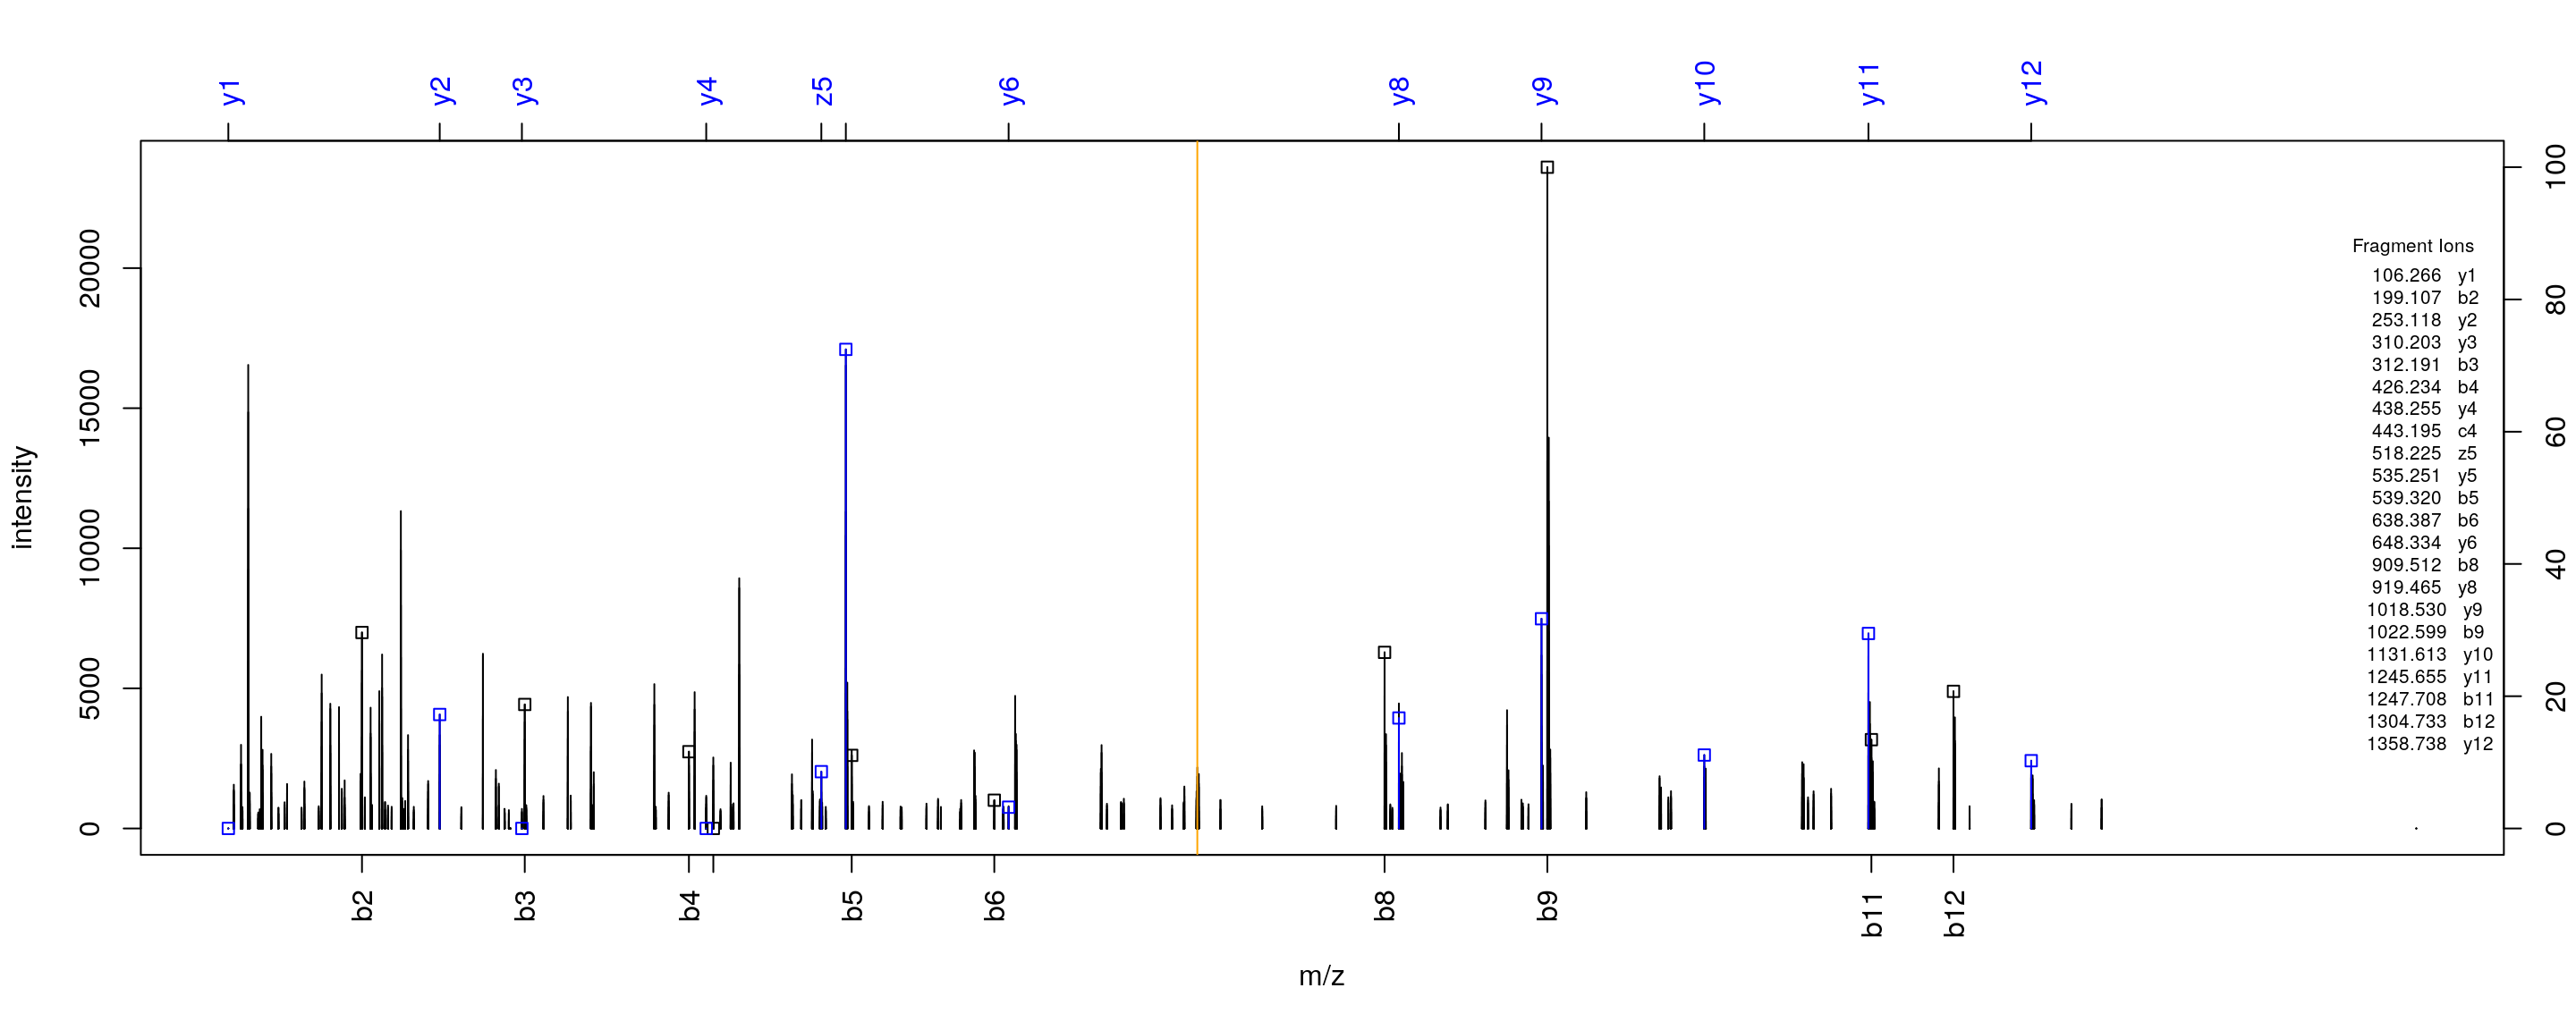 y1 y2 y3 y4 z5 y6 y8 y9 y10 y11 y12
intensity
0 5000 10000 15000 20000
0 20 40 60 80 100
Fragment Ions
106.266 y1
199.107 b2
253.118 y2
310.203 y3
312.191 b3
426.234 b4
438.255 y4
443.195 c4
518.225 z5
535.251 y5
539.320 b5
638.387 b6
648.334 y6
909.512 b8
919.465 y8
1018.530 y9
1022.599 b9
1131.613 y10
1245.655 y11
1247.708 b11
1304.733 b12
1358.738 y12
b2 b3 b4 b5 b6 b8 b9 b11 b12
m/z